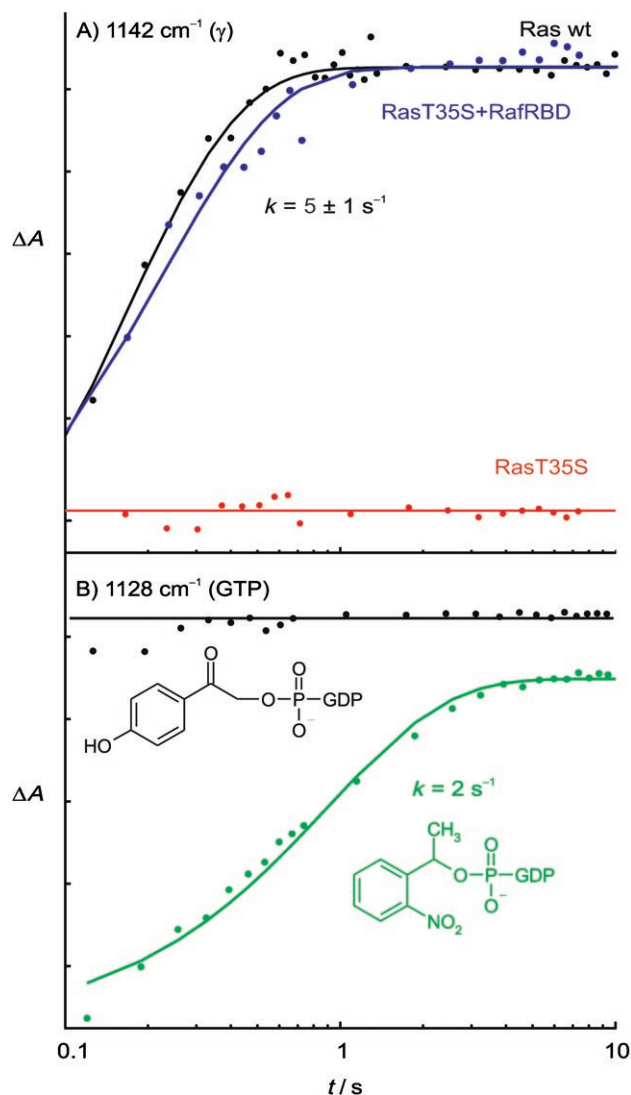 A) 1142 cm⁻¹ (γ)
Ras wt
RasT35S+RafRBD
k = 5 ± 1 s⁻¹
ΔA
RasT35S
B) 1128 cm⁻¹ (GTP)
O
O
O
P
GDP
O⁻
HO
ΔA
k = 2 s⁻¹
CH₃
O
O
P
GDP
O⁻
NO₂
0.1
1
10
t / s